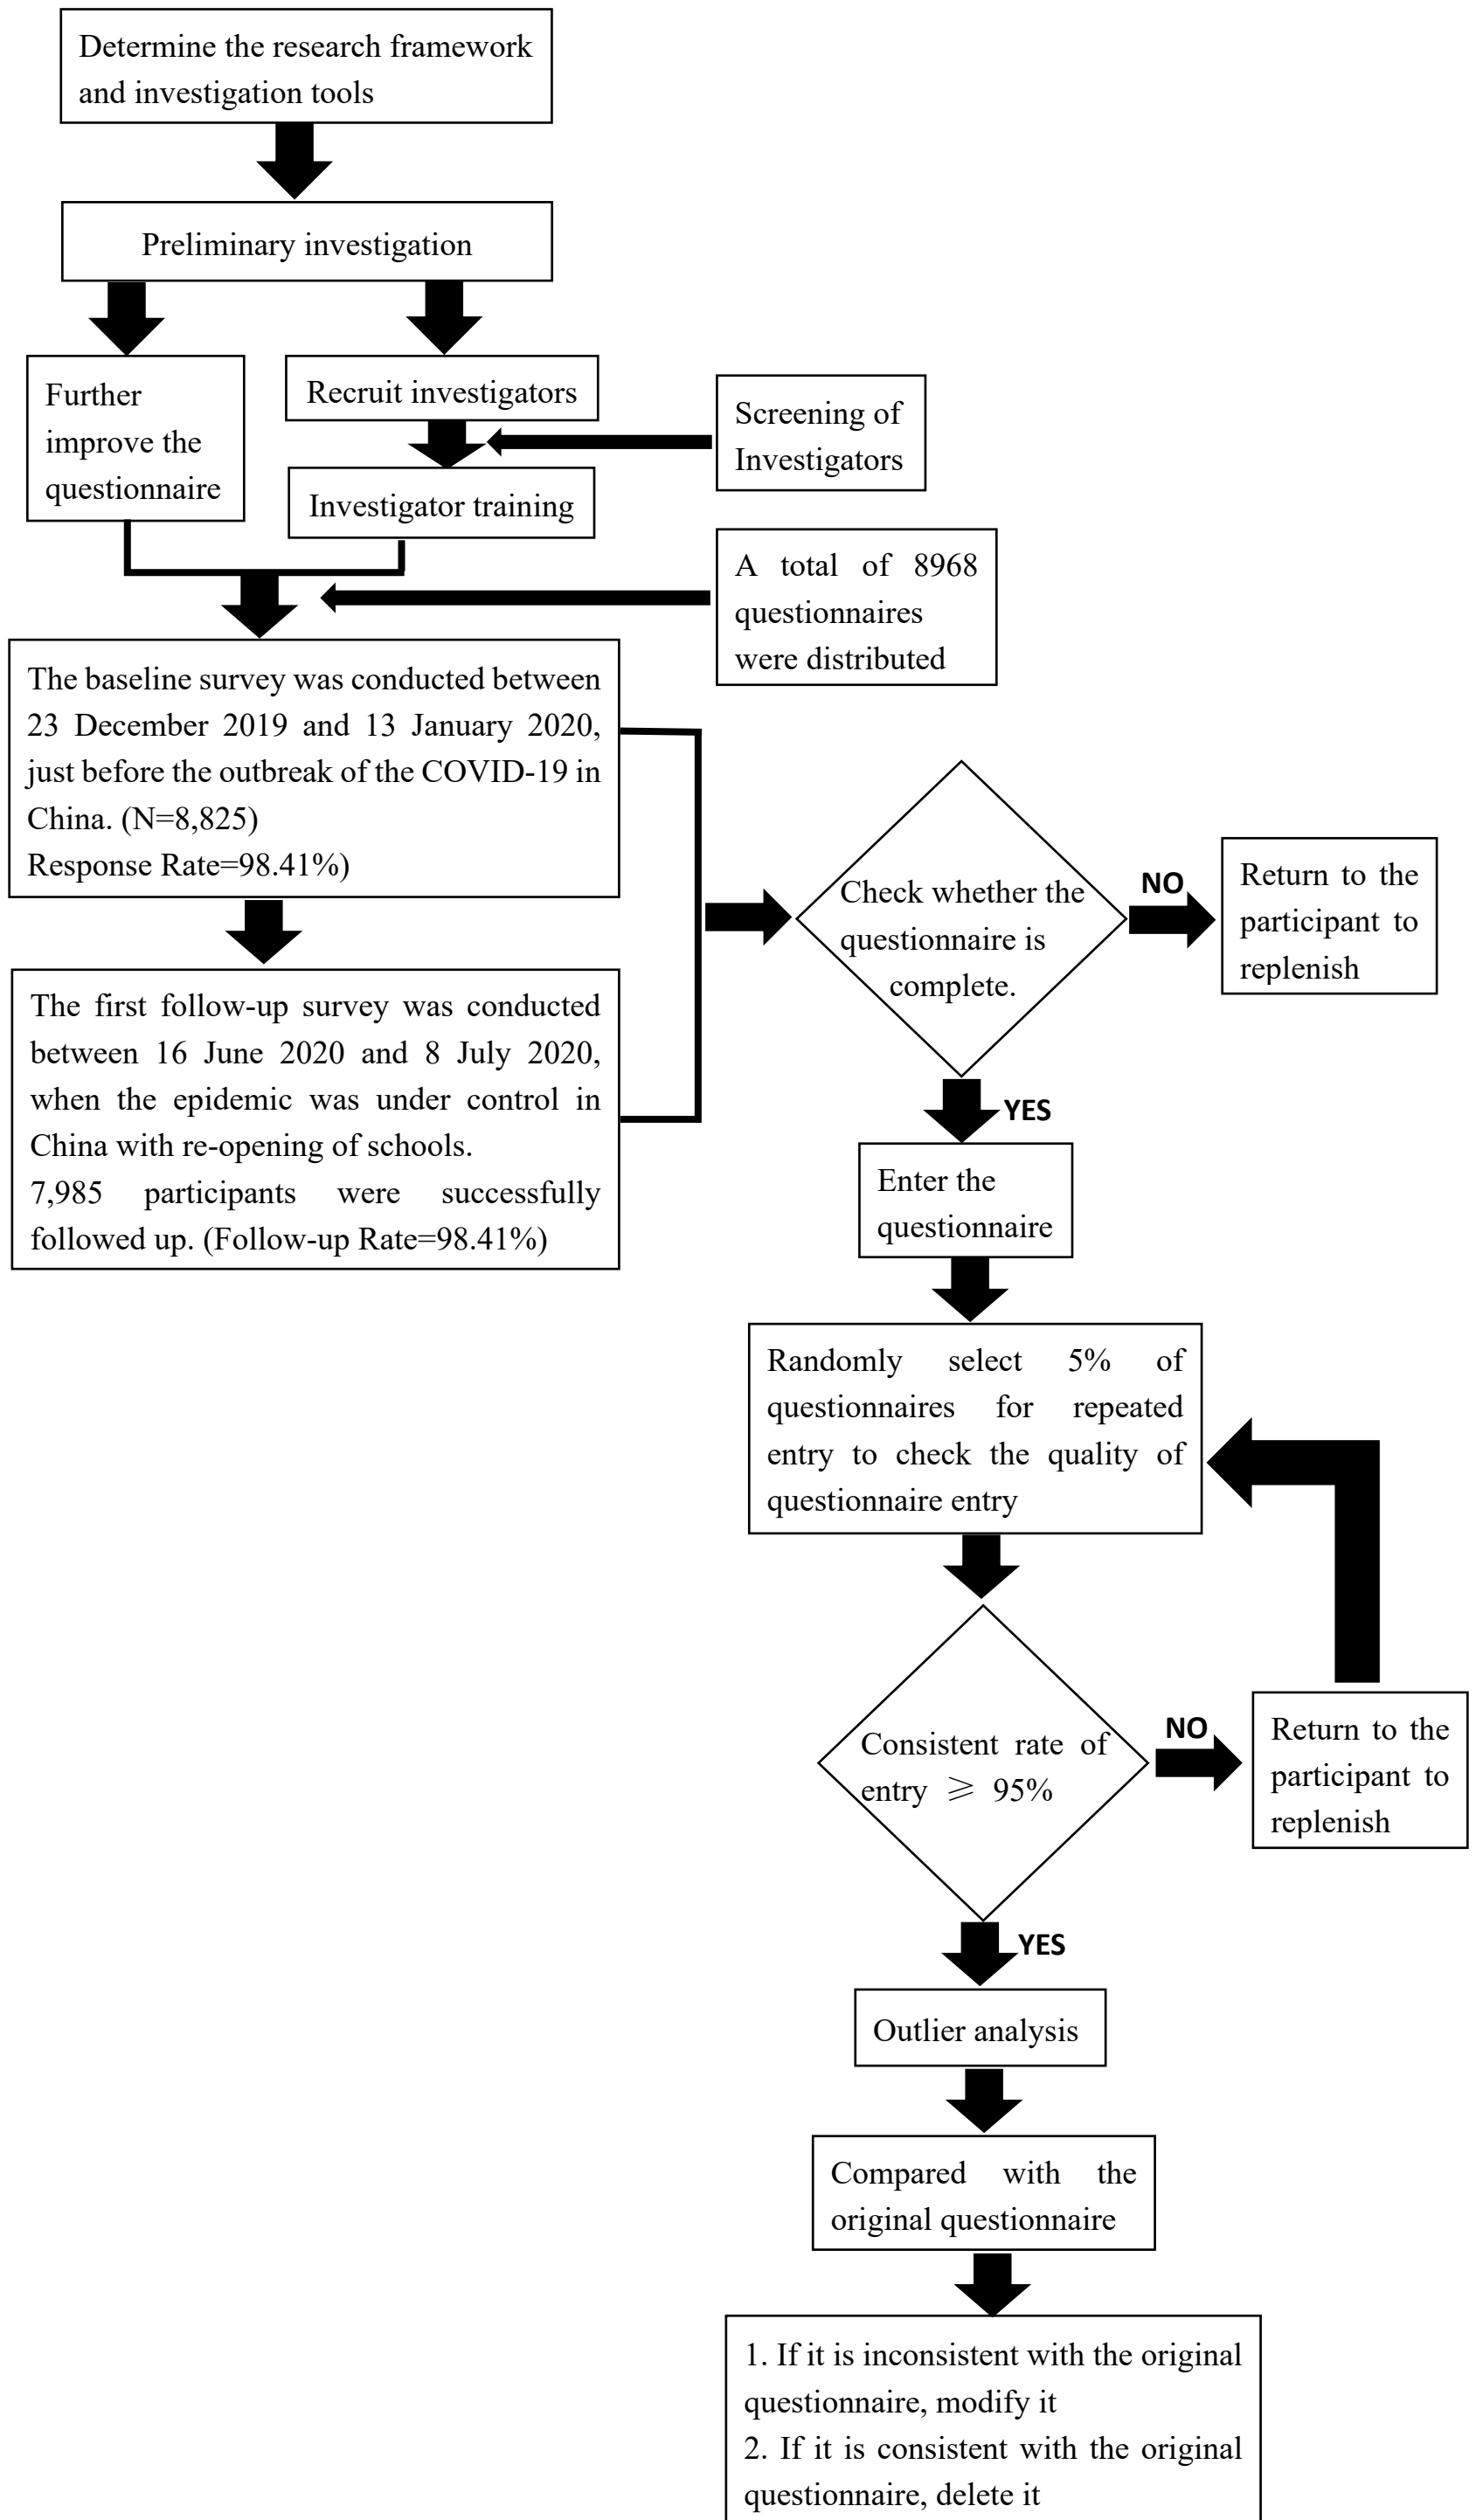 Determine the research framework
and investigation tools
Preliminary investigation
Further
improve the
questionnaire
Recruit investigators
Screening of
Investigators
Investigator training
A total of 8968
questionnaires
were distributed
The baseline survey was conducted between
23 December 2019 and 13 January 2020,
just before the outbreak of the COVID-19 in
China. (N=8,825)
Response Rate=98.41%)
The first follow-up survey was conducted
between 16 June 2020 and 8 July 2020,
when the epidemic was under control in
China with re-opening of schools.
7,985 participants were successfully
followed up. (Follow-up Rate=98.41%)
Check whether the
questionnaire is
complete.
NO
Return to the
participant to
replenish
YES
Enter the
questionnaire
Randomly select 5% of
questionnaires for repeated
entry to check the quality of
questionnaire entry
Consistent rate of
entry ≥ 95%
NO
Return to the
participant to
replenish
YES
Outlier analysis
Compared with the
original questionnaire
1. If it is inconsistent with the original
questionnaire, modify it
2. If it is consistent with the original
questionnaire, delete it